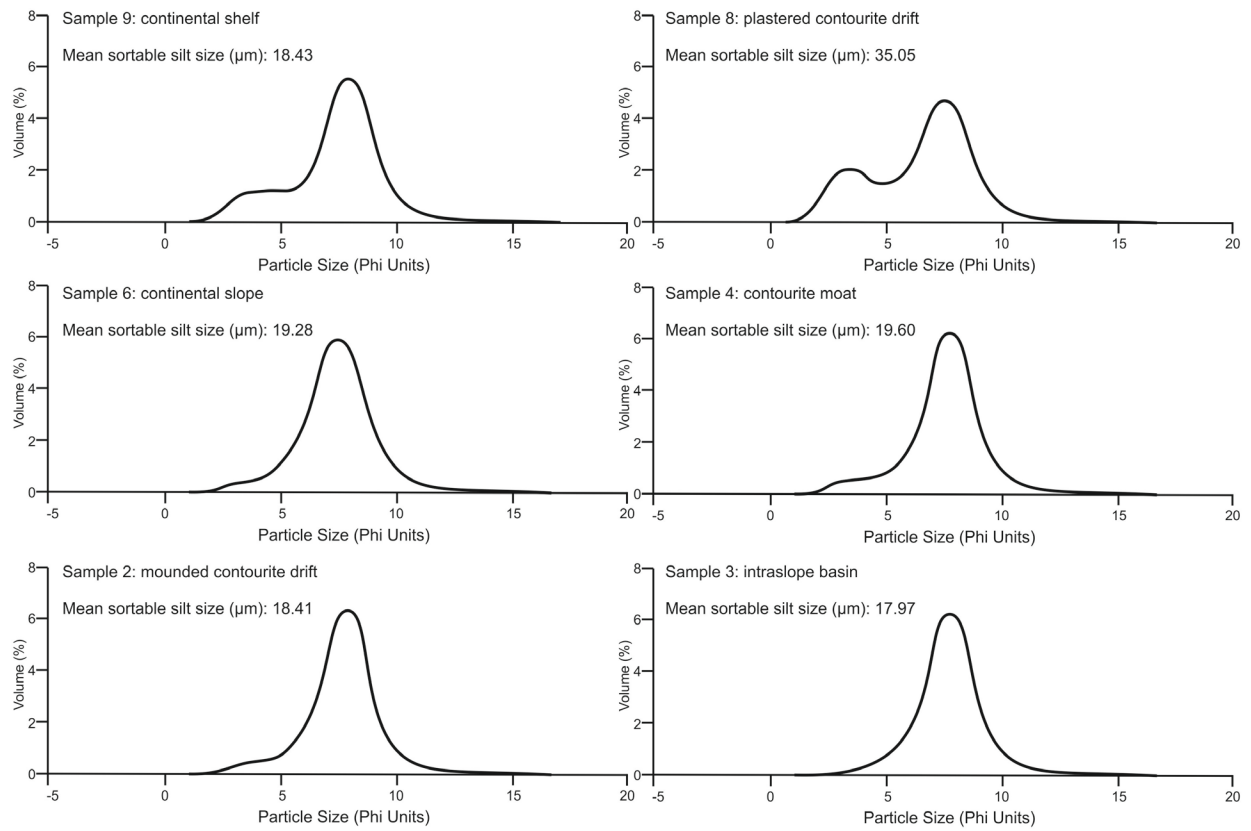 Sample 9: continental shelf
Mean sortable silt size (µm): 18.43
Volume (%)
8
6
4
2
0
-5 0 5 10 15 20
Particle Size (Phi Units)
Sample 8: plastered contourite drift
Mean sortable silt size (µm): 35.05
Volume (%)
8
6
4
2
0
-5 0 5 10 15 20
Particle Size (Phi Units)
Sample 6: continental slope
Mean sortable silt size (µm): 19.28
Volume (%)
8
6
4
2
0
-5 0 5 10 15 20
Particle Size (Phi Units)
Sample 4: contourite moat
Mean sortable silt size (µm): 19.60
Volume (%)
8
6
4
2
0
-5 0 5 10 15 20
Particle Size (Phi Units)
Sample 2: mounded contourite drift
Mean sortable silt size (µm): 18.41
Volume (%)
8
6
4
2
0
-5 0 5 10 15 20
Particle Size (Phi Units)
Sample 3: intraslope basin
Mean sortable silt size (µm): 17.97
Volume (%)
8
6
4
2
0
-5 0 5 10 15 20
Particle Size (Phi Units)